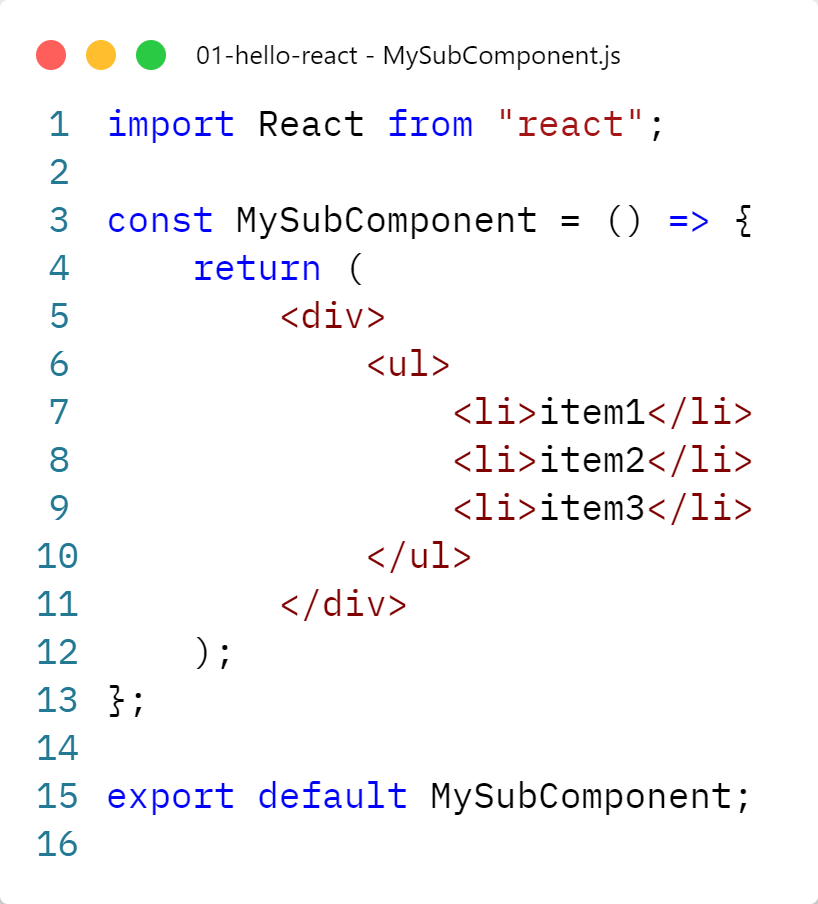 01-hello-react - MySubComponent.js
1 import React from "react";
2
3 const MySubComponent = () => {
4     return (
5         <div>
6             <ul>
7                 <li>item1</li>
8                 <li>item2</li>
9                 <li>item3</li>
10             </ul>
11         </div>
12     );
13 };
14
15 export default MySubComponent;
16